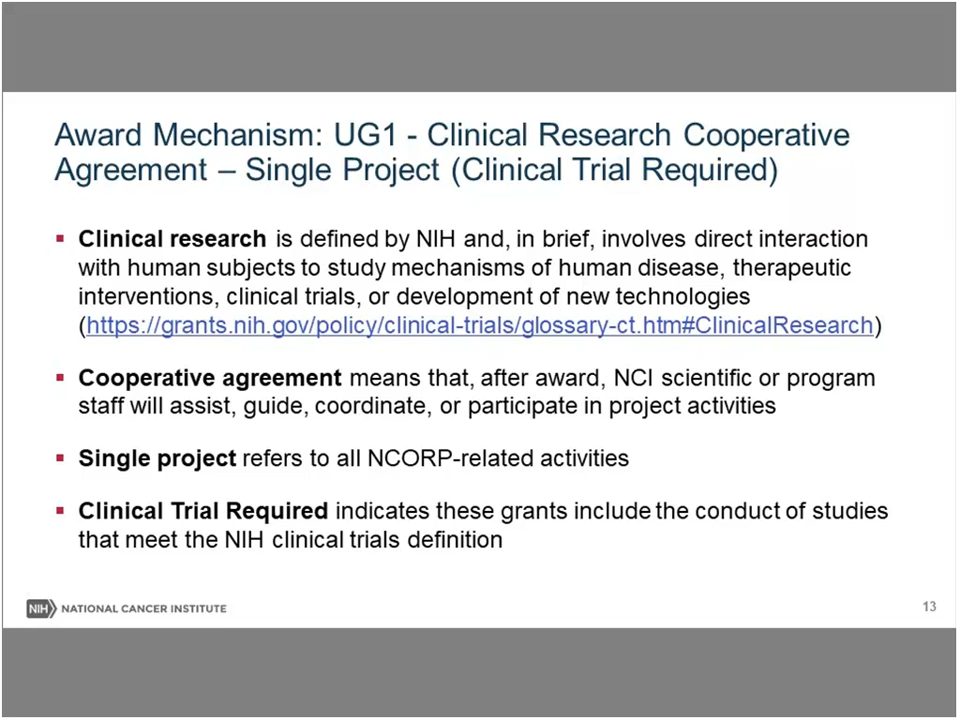 Award Mechanism: UG1 - Clinical Research Cooperative
Agreement – Single Project (Clinical Trial Required)
▪ Clinical research is defined by NIH and, in brief, involves direct interaction
with human subjects to study mechanisms of human disease, therapeutic
interventions, clinical trials, or development of new technologies
(https://grants.nih.gov/policy/clinical-trials/glossary-ct.htm#ClinicalResearch)
▪ Cooperative agreement means that, after award, NCI scientific or program
staff will assist, guide, coordinate, or participate in project activities
▪ Single project refers to all NCORP-related activities
▪ Clinical Trial Required indicates these grants include the conduct of studies
that meet the NIH clinical trials definition
NIH NATIONAL CANCER INSTITUTE
13